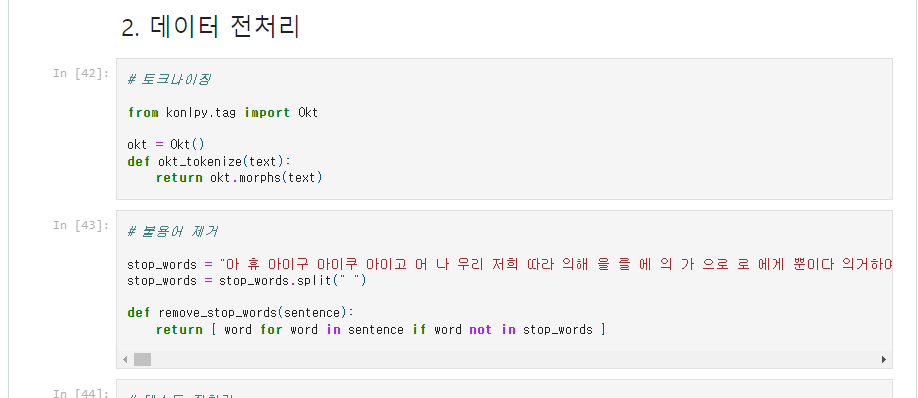 2. 데이터 전처리
In [42]:
# 토크나이징
from konlpy.tag import Okt
okt = Okt()
def okt_tokenize(text):
    return okt.morphs(text)
In [43]:
# 불용어 제거
stop_words = "아 휴 아이구 아이쿠 아이고 어 나 우리 저희 따라 의해 을 를 에 의 가 으로 로 에게 뿐이다 의거하여
stop_words = stop_words.split(" ")
def remove_stop_words(sentence):
    return [ word for word in sentence if word not in stop_words ]
In [44]: